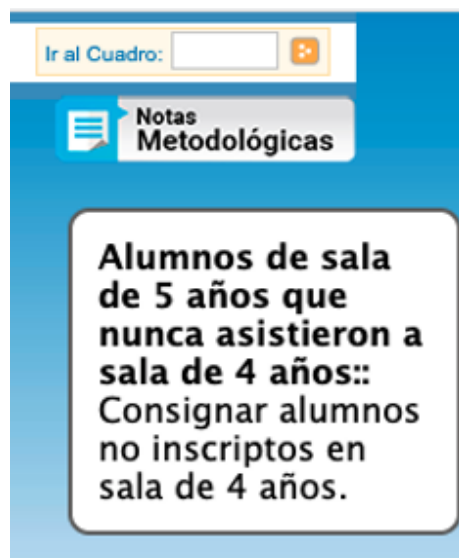 Ir al Cuadro:
Notas
Metodológicas
Alumnos de sala
de 5 años que
nunca asistieron a
sala de 4 años::
Consignar alumnos
no inscriptos en
sala de 4 años.